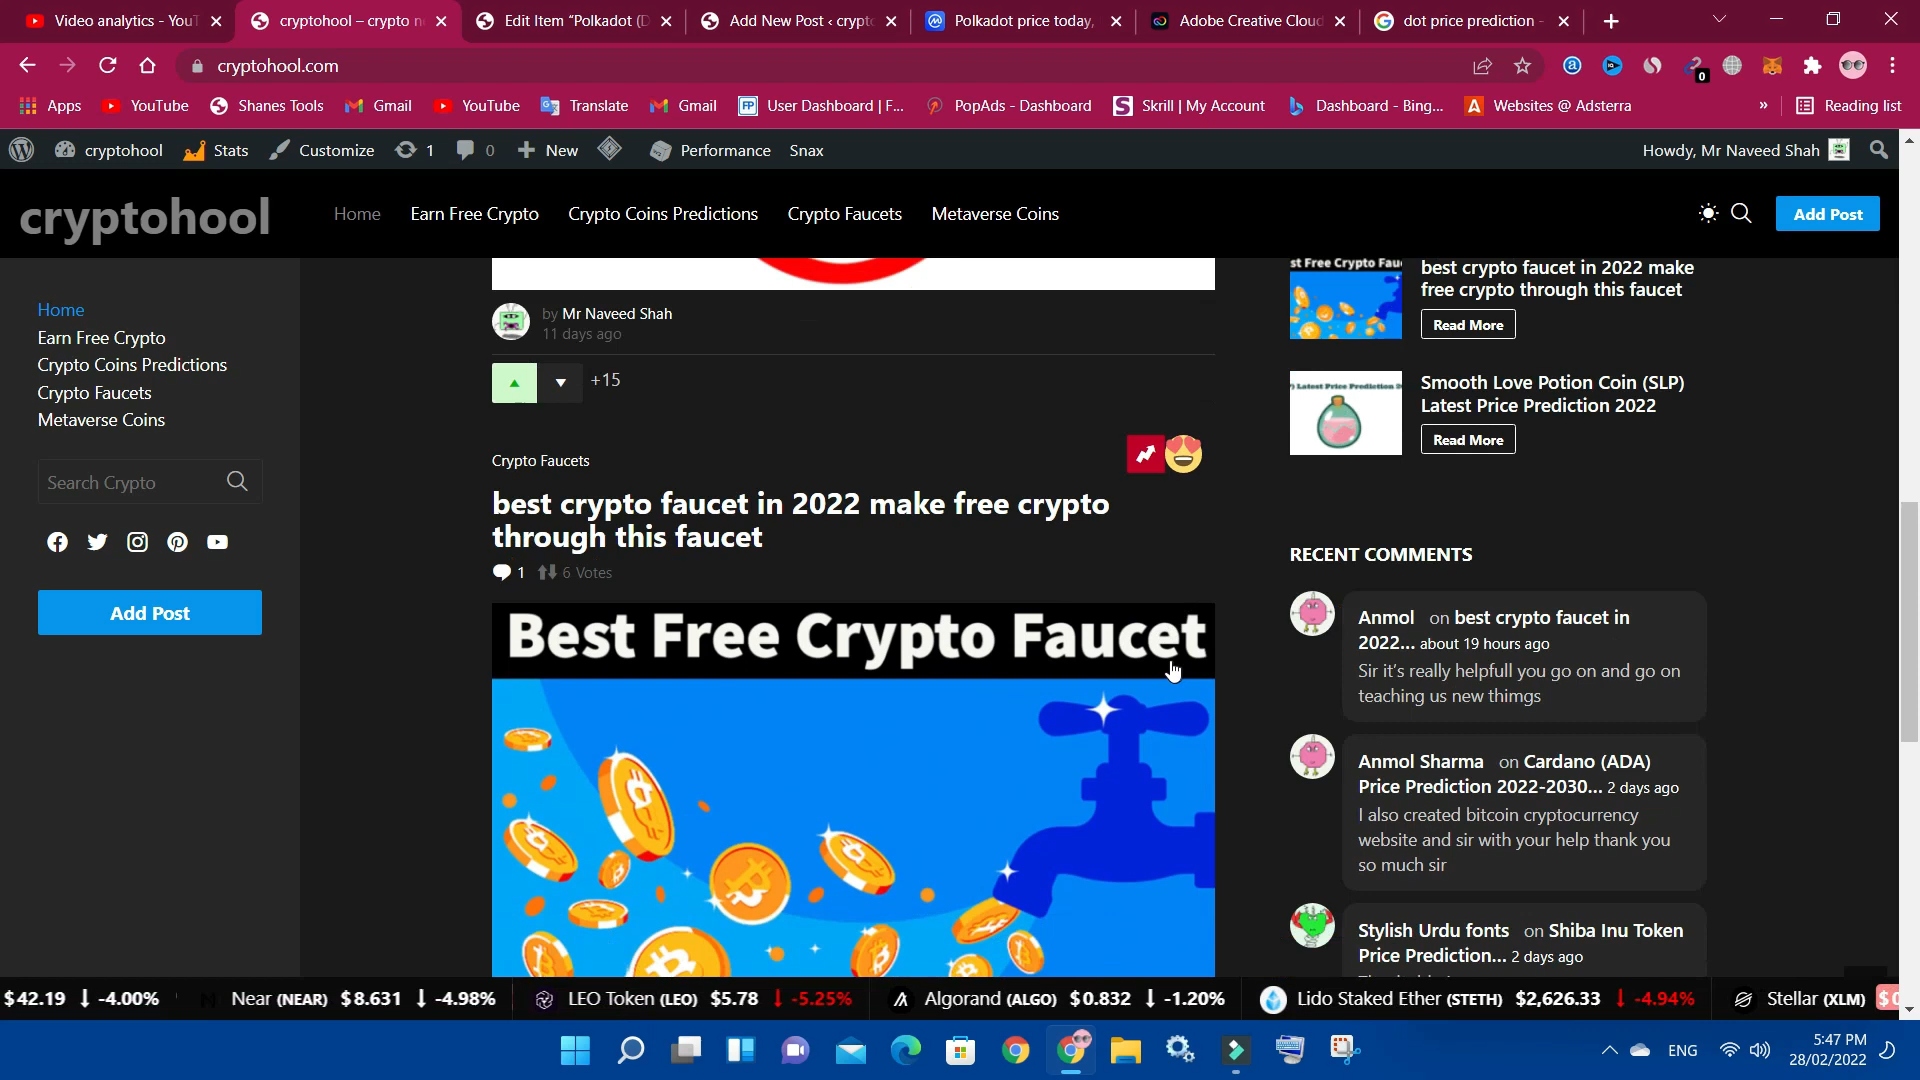 Video analytics - YouT
cryptohool – crypto n
Edit Item “Polkadot (D
Add New Post ‹ crypt
Polkadot price today,
Adobe Creative Cloud
dot price prediction -
cryptohool.com
0
Apps
YouTube
Shanes Tools
Gmail
YouTube
Translate
Gmail
User Dashboard | F...
PopAds - Dashboard
Skrill | My Account
Dashboard - Bing...
Websites @ Adsterra
»
Reading list
cryptohool
Stats
Customize
1
0
New
Performance
Snax
Howdy, Mr Naveed Shah
cryptohool
Home
Earn Free Crypto
Crypto Coins Predictions
Crypto Faucets
Metaverse Coins
Add Post
Home
Earn Free Crypto
Crypto Coins Predictions
Crypto Faucets
Metaverse Coins
Search Crypto
Add Post
by Mr Naveed Shah
11 days ago
+15
Crypto Faucets
best crypto faucet in 2022 make free crypto
through this faucet
1
6 Votes
Best Free Crypto Faucet
st Free Crypto Fau
best crypto faucet in 2022 make
free crypto through this faucet
Read More
) Latest Price Prediction
Smooth Love Potion Coin (SLP)
Latest Price Prediction 2022
Read More
RECENT COMMENTS
Anmol on best crypto faucet in
2022... about 19 hours ago
Sir it's really helpfull you go on and go on
teaching us new thimgs
Anmol Sharma on Cardano (ADA)
Price Prediction 2022-2030... 2 days ago
I also created bitcoin cryptocurrency
website and sir with your help thank you
so much sir
Stylish Urdu fonts on Shiba Inu Token
Price Prediction... 2 days ago
$42.19 -4.00%
Near (NEAR) $8.631 -4.98%
LEO Token (LEO) $5.78 -5.25%
Algorand (ALGO) $0.832 -1.20%
Lido Staked Ether (STETH) $2,626.33 -4.94%
Stellar (XLM)
ENG
5:47 PM
28/02/2022